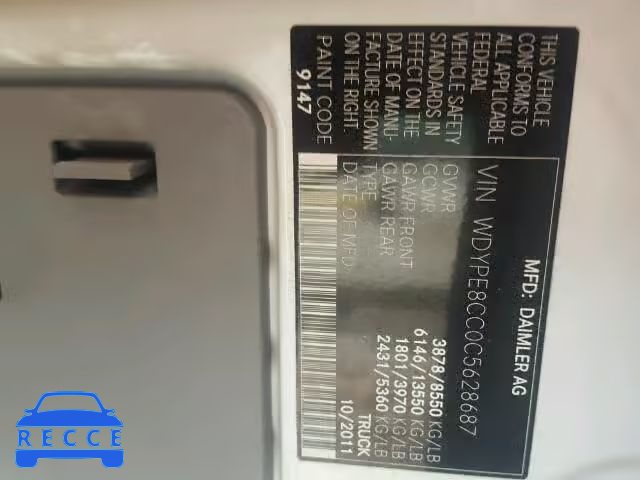 MFD: DAIMLER AG
VIN WDYPE8CC0C5628687
GVWR 3878/8550 KG/LB
GCWR 6146/13550 KG/LB
GAWR FRONT 1801/3970 KG/LB
GAWR REAR 2431/5360 KG/LB
TYPE TRUCK
DATE OF MFD 10/2011
THIS VEHICLE
CONFORMS TO
ALL APPLICABLE
FEDERAL
VEHICLE SAFETY
STANDARDS IN
EFFECT ON THE
DATE OF MANU-
FACTURE SHOWN
ON THE RIGHT.
PAINT CODE
9147
RECCE